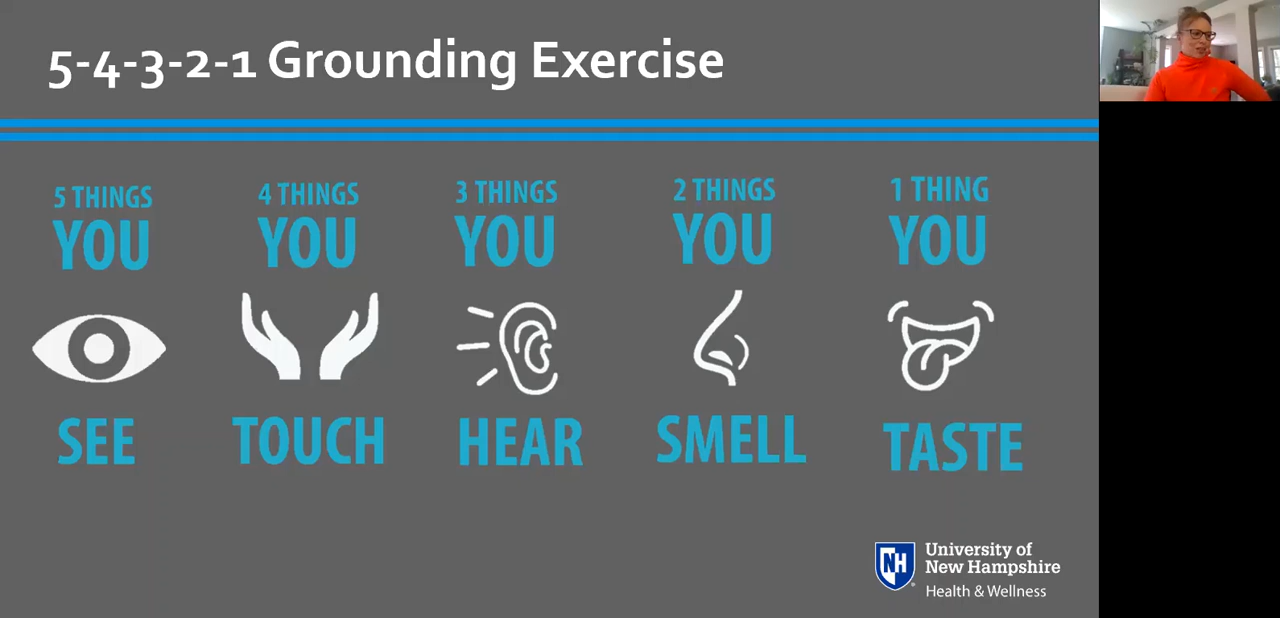 5-4-3-2-1 Grounding Exercise
5 THINGS
YOU
SEE
4 THINGS
YOU
TOUCH
3 THINGS
YOU
HEAR
2 THINGS
YOU
SMELL
1 THING
YOU
TASTE
NH
University of
New Hampshire
Health & Wellness